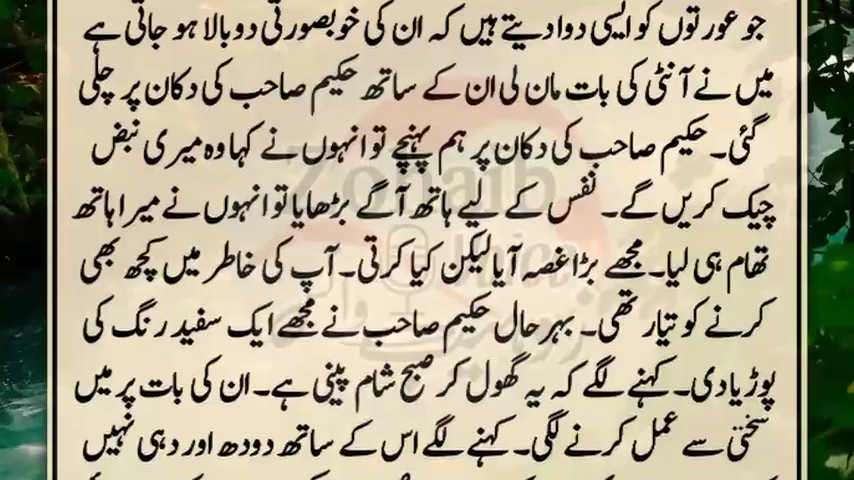 جو عورتوں کو ایسی دوا دیتے ہیں کہ ان کی خوبصورتی دوبالا ہو جاتی ہے
میں نے آنٹی کی بات مان لی ان کے ساتھ حکیم صاحب کی دکان پر چلی
گئی۔ حکیم صاحب کی دکان پر ہم پہنچے تو انہوں نے کہا وہ میری نبض
چیک کریں گے۔ نفس کے لیے ہاتھ آگے بڑھایا تو انہوں نے میرا ہاتھ
تھام ہی لیا۔ مجھے بڑا غصہ آیا لیکن کیا کرتی۔ آپ کی خاطر میں کچھ بھی
کرنے کو تیار تھی۔ بہر حال حکیم صاحب نے مجھے ایک سفید رنگ کی
پوڑیا دی۔ کہنے لگے کہ یہ گھول کر صبح شام پینی ہے۔ ان کی بات پر میں
سختی سے عمل کرنے لگی۔ کہنے لگے اس کے ساتھ دودھ اور دہی نہیں